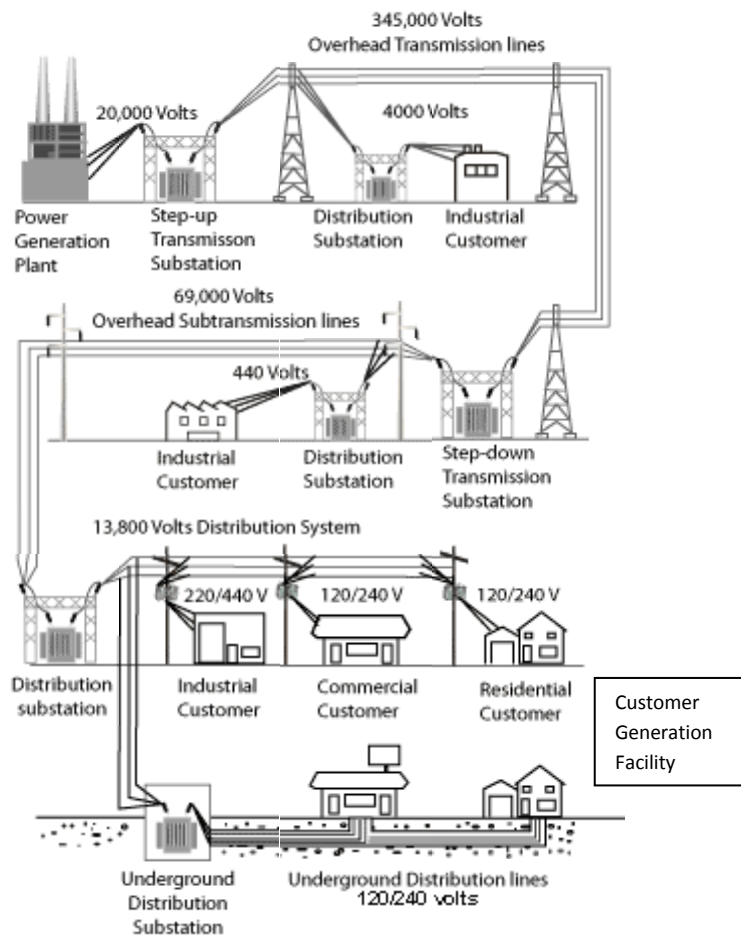 345,000 Volts
Overhead Transmission lines
20,000 Volts
4000 Volts
Power
Generation
Plant
Step-up
Transmisson
Substation
Distribution
Substation
Industrial
Customer
69,000 Volts
Overhead Subtransmission lines
440 Volts
Industrial
Customer
Distribution
Substation
Step-down
Transmission
Substation
13,800 Volts Distribution System
220/440 V
120/240 V
120/240 V
Distribution
substation
Industrial
Customer
Commercial
Customer
Residential
Customer
Customer
Generation
Facility
Underground
Distribution
Substation
Underground Distribution lines
120/240 volts